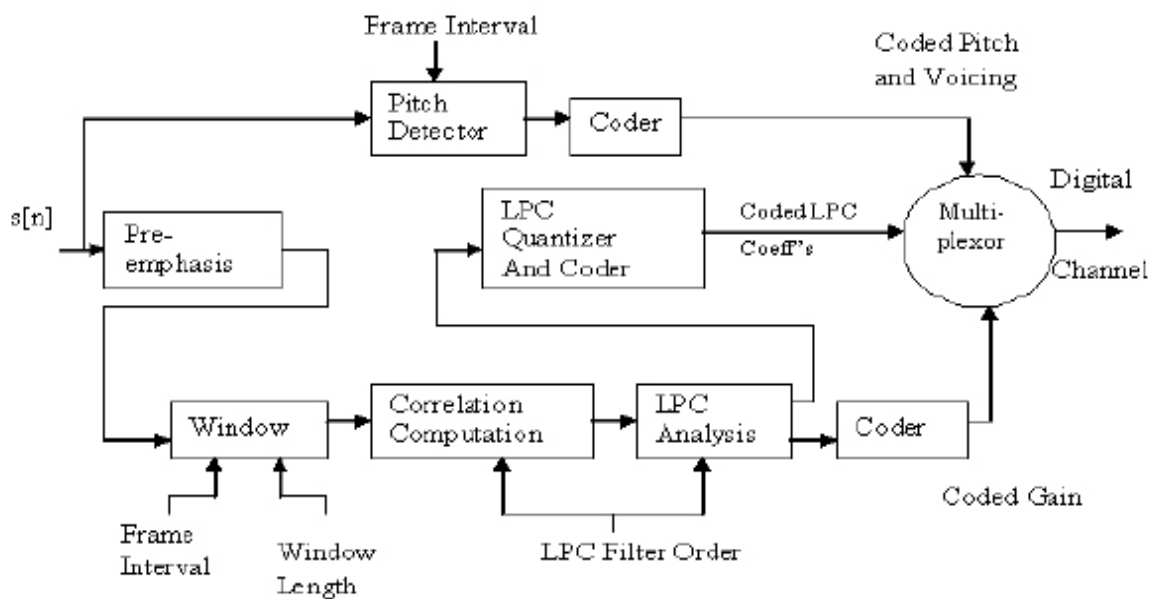 Frame Interval
Coded Pitch
and Voicing
Pitch
Detector
Coder
s[n]
Pre-
emphasis
LPC
Quantizer
And Coder
Coded LPC
Coeff's
Multi-
plexor
Digital
Channel
Window
Correlation
Computation
LPC
Analysis
Coder
Coded Gain
Frame
Interval
Window
Length
LPC Filter Order